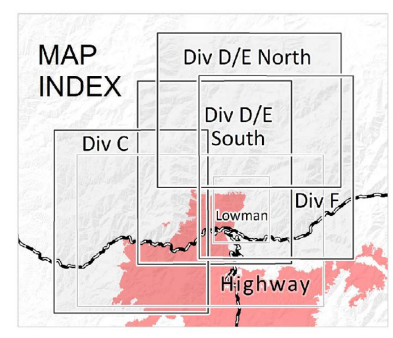 MAP
INDEX
Div D/E North
Div D/E
South
Div C
Div F
Lowman
Highway